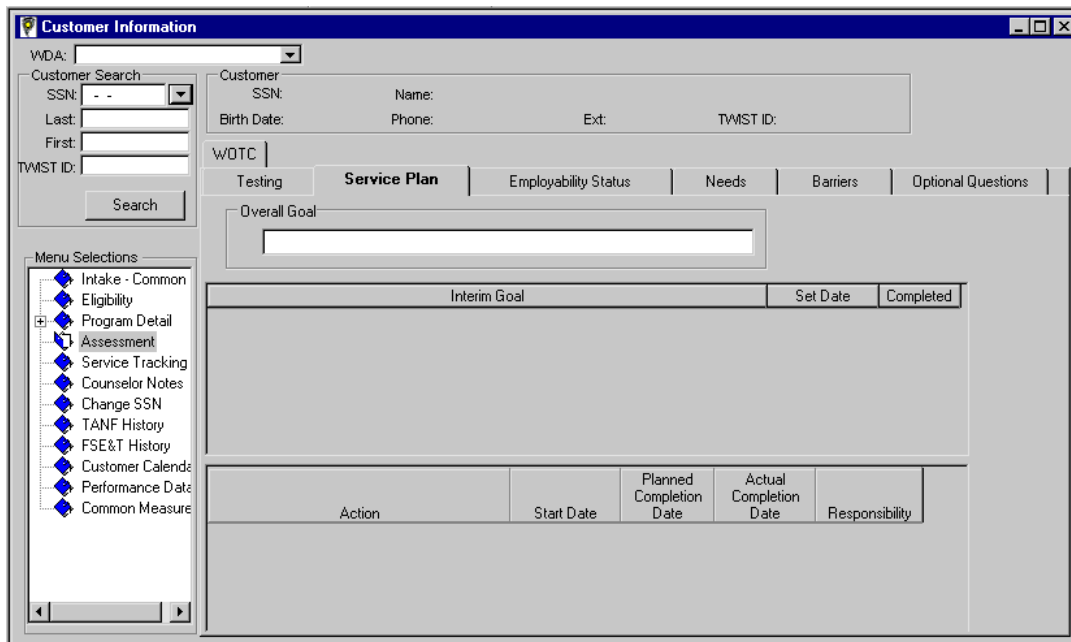 Customer Information
WDA:
Customer Search
SSN: - -
Last:
First:
TWIST ID:
Search
Customer
SSN: Name:
Birth Date: Phone: Ext: TWIST ID:
WOTC
Testing Service Plan Employability Status Needs Barriers Optional Questions
Overall Goal
Interim Goal Set Date Completed
Action Start Date Planned Completion Date Actual Completion Date Responsibility
Menu Selections
Intake - Common
Eligibility
Program Detail
Assessment
Service Tracking
Counselor Notes
Change SSN
TANF History
FSE&T History
Customer Calenda
Performance Data
Common Measure